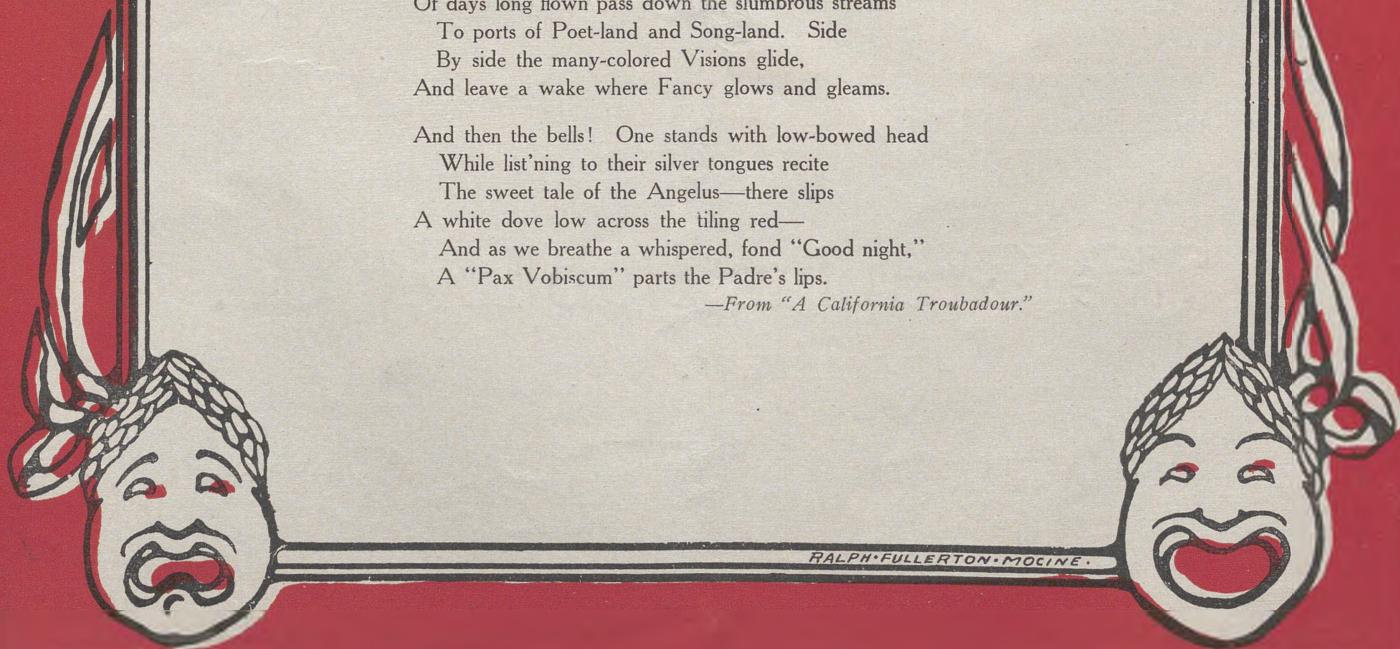 Of days long flown pass down the slumbrous streams
To ports of Poet-land and Song-land. Side
By side the many-colored Visions glide,
And leave a wake where Fancy glows and gleams.
And then the bells! One stands with low-bowed head
While list'ning to their silver tongues recite
The sweet tale of the Angelus—there slips
A white dove low across the tiling red—
And as we breathe a whispered, fond "Good night,"
A "Pax Vobiscum" parts the Padre's lips.
—From "A California Troubadour."
RALPH·FULLERTON·MOCINE.